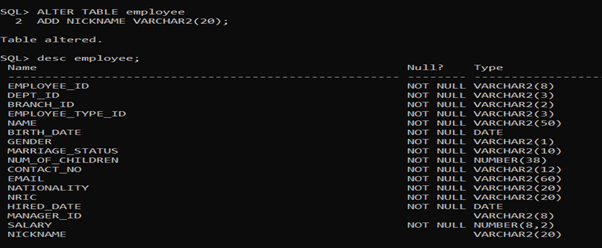 SQL> ALTER TABLE employee
2 ADD NICKNAME VARCHAR2(20);
Table altered.
SQL> desc employee;
Name Null? Type
----------------------------------------- -------- ----------------
EMPLOYEE_ID NOT NULL VARCHAR2(8)
DEPT_ID NOT NULL VARCHAR2(3)
BRANCH_ID NOT NULL VARCHAR2(2)
EMPLOYEE_TYPE_ID NOT NULL VARCHAR2(3)
NAME NOT NULL VARCHAR2(50)
BIRTH_DATE NOT NULL DATE
GENDER NOT NULL VARCHAR2(1)
MARRIAGE_STATUS NOT NULL VARCHAR2(10)
NUM_OF_CHILDREN NOT NULL NUMBER(38)
CONTACT_NO NOT NULL VARCHAR2(12)
EMAIL NOT NULL VARCHAR2(60)
NATIONALITY NOT NULL VARCHAR2(20)
NRIC NOT NULL VARCHAR2(20)
HIRED_DATE NOT NULL DATE
MANAGER_ID VARCHAR2(8)
SALARY NOT NULL NUMBER(8,2)
NICKNAME VARCHAR2(20)